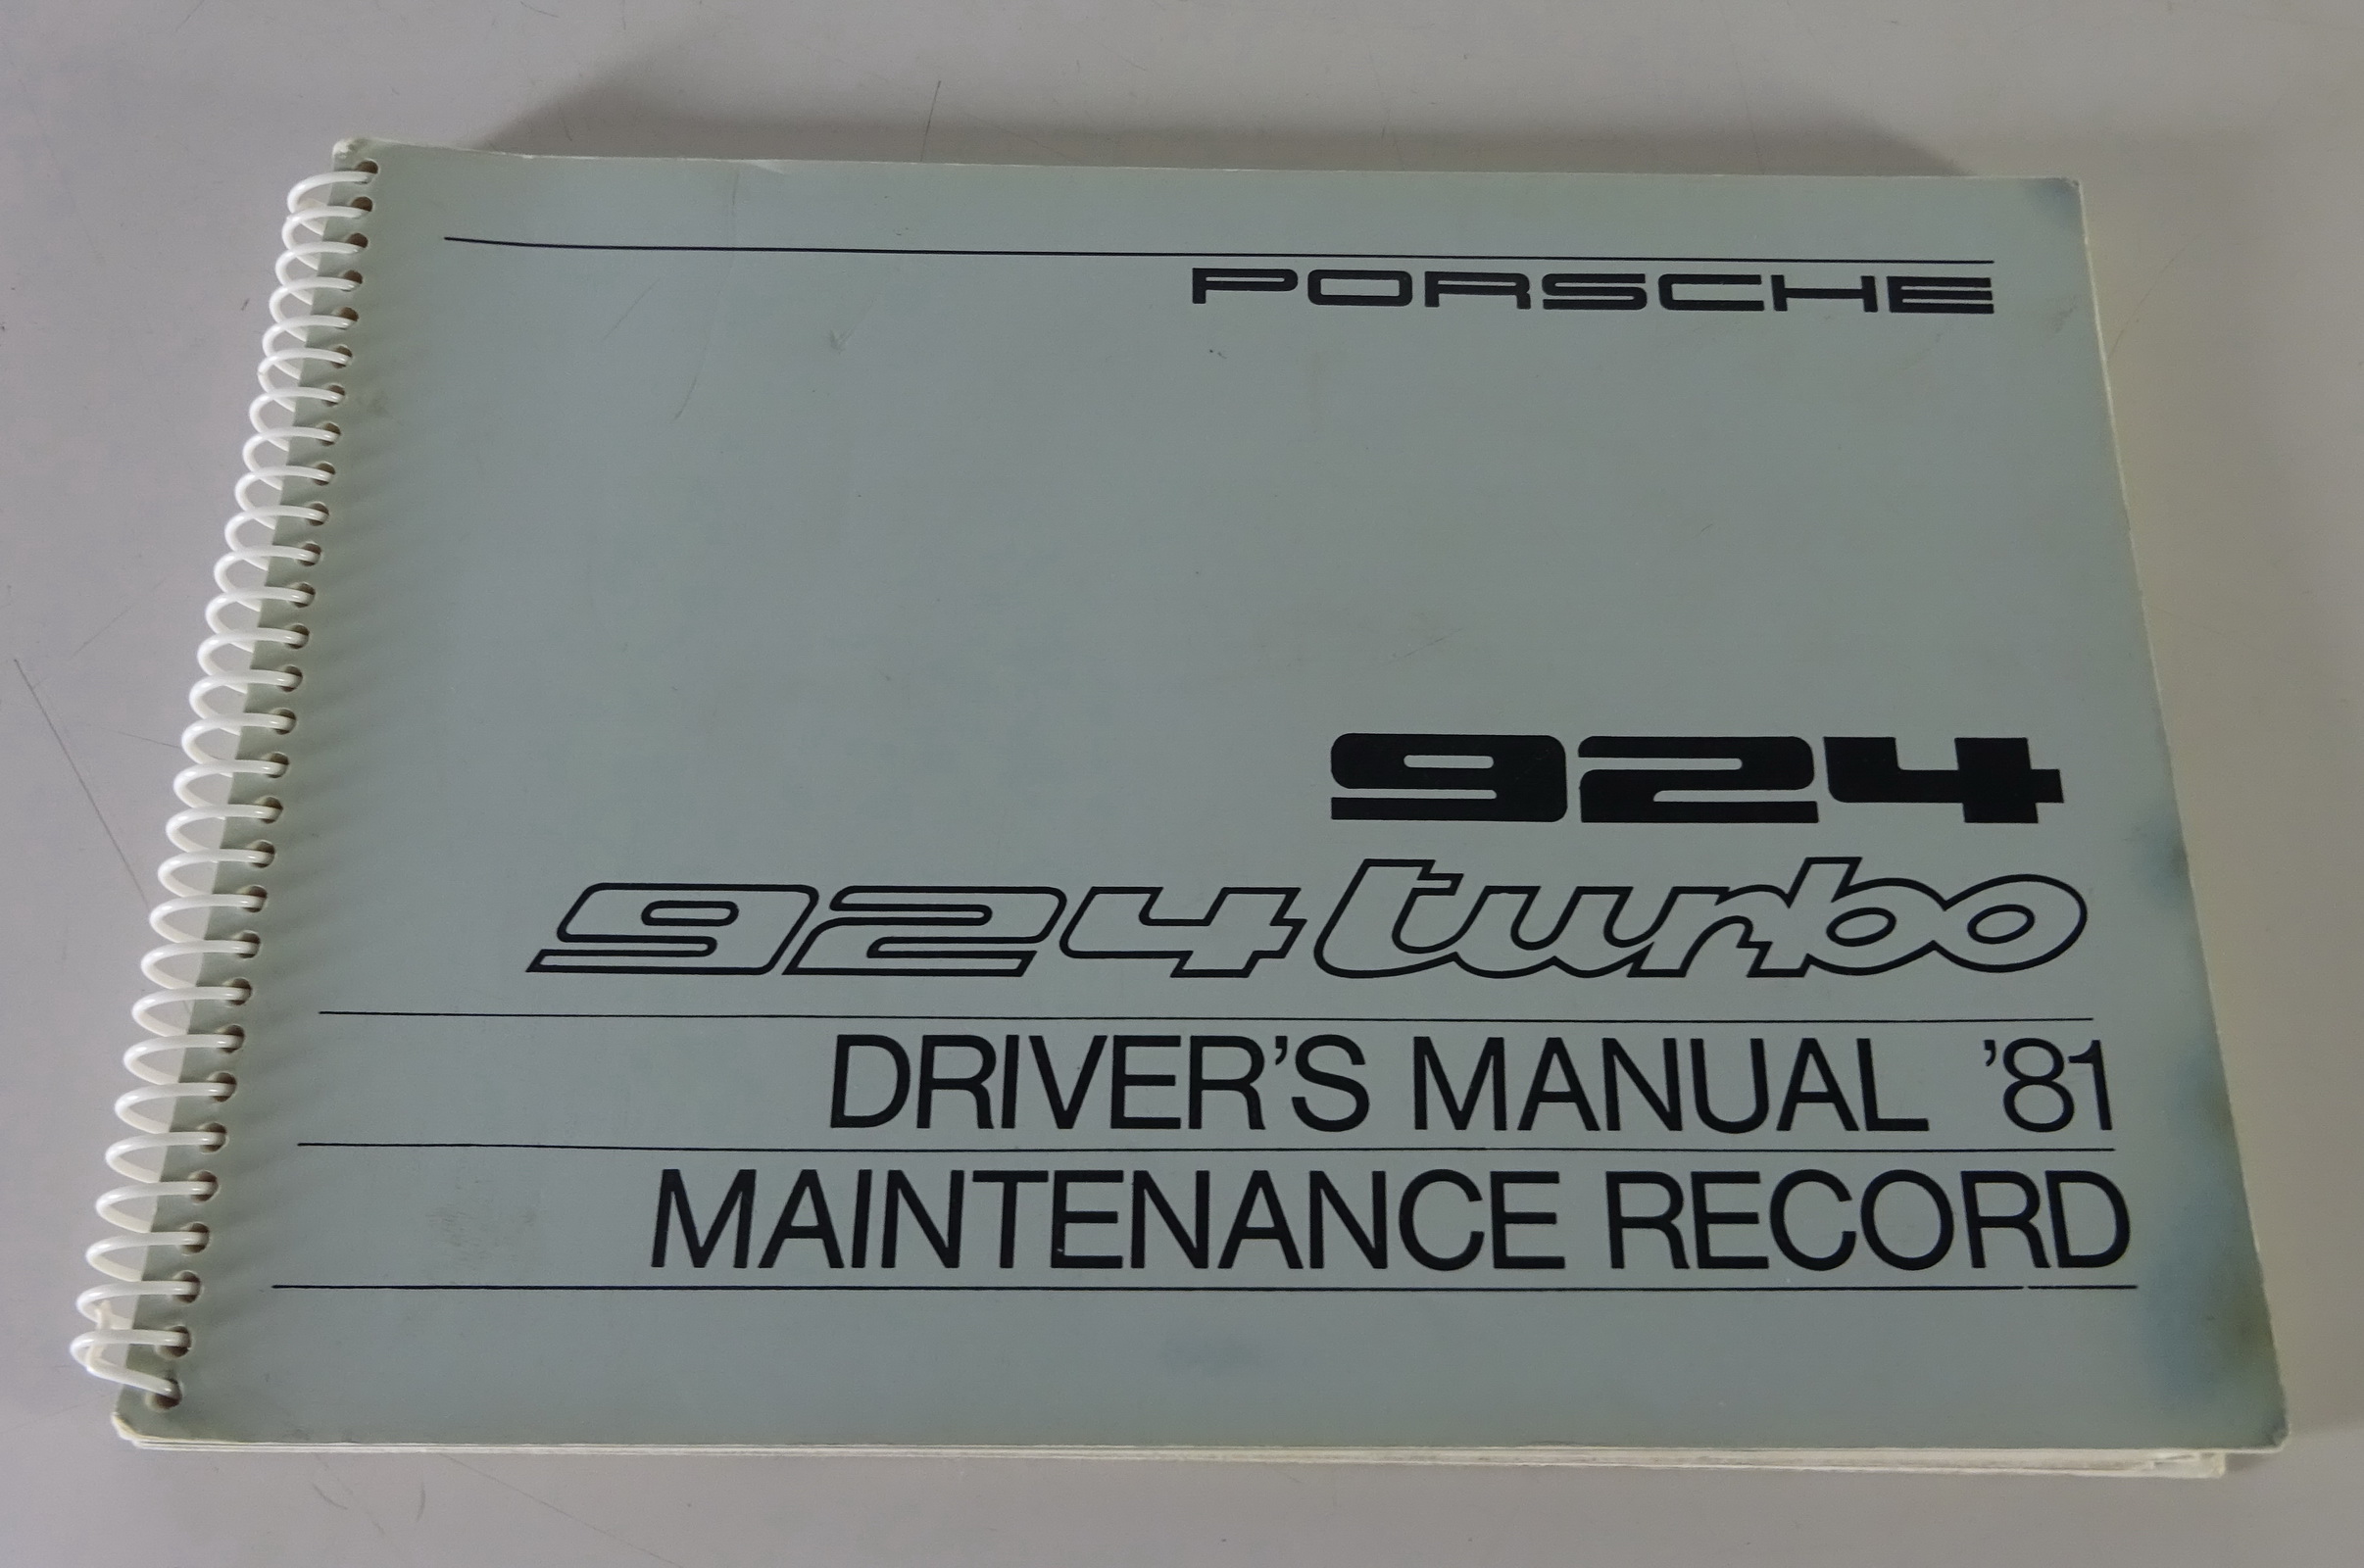 PORSCHE
924
924 turbo
DRIVER'S MANUAL '81
MAINTENANCE RECORD